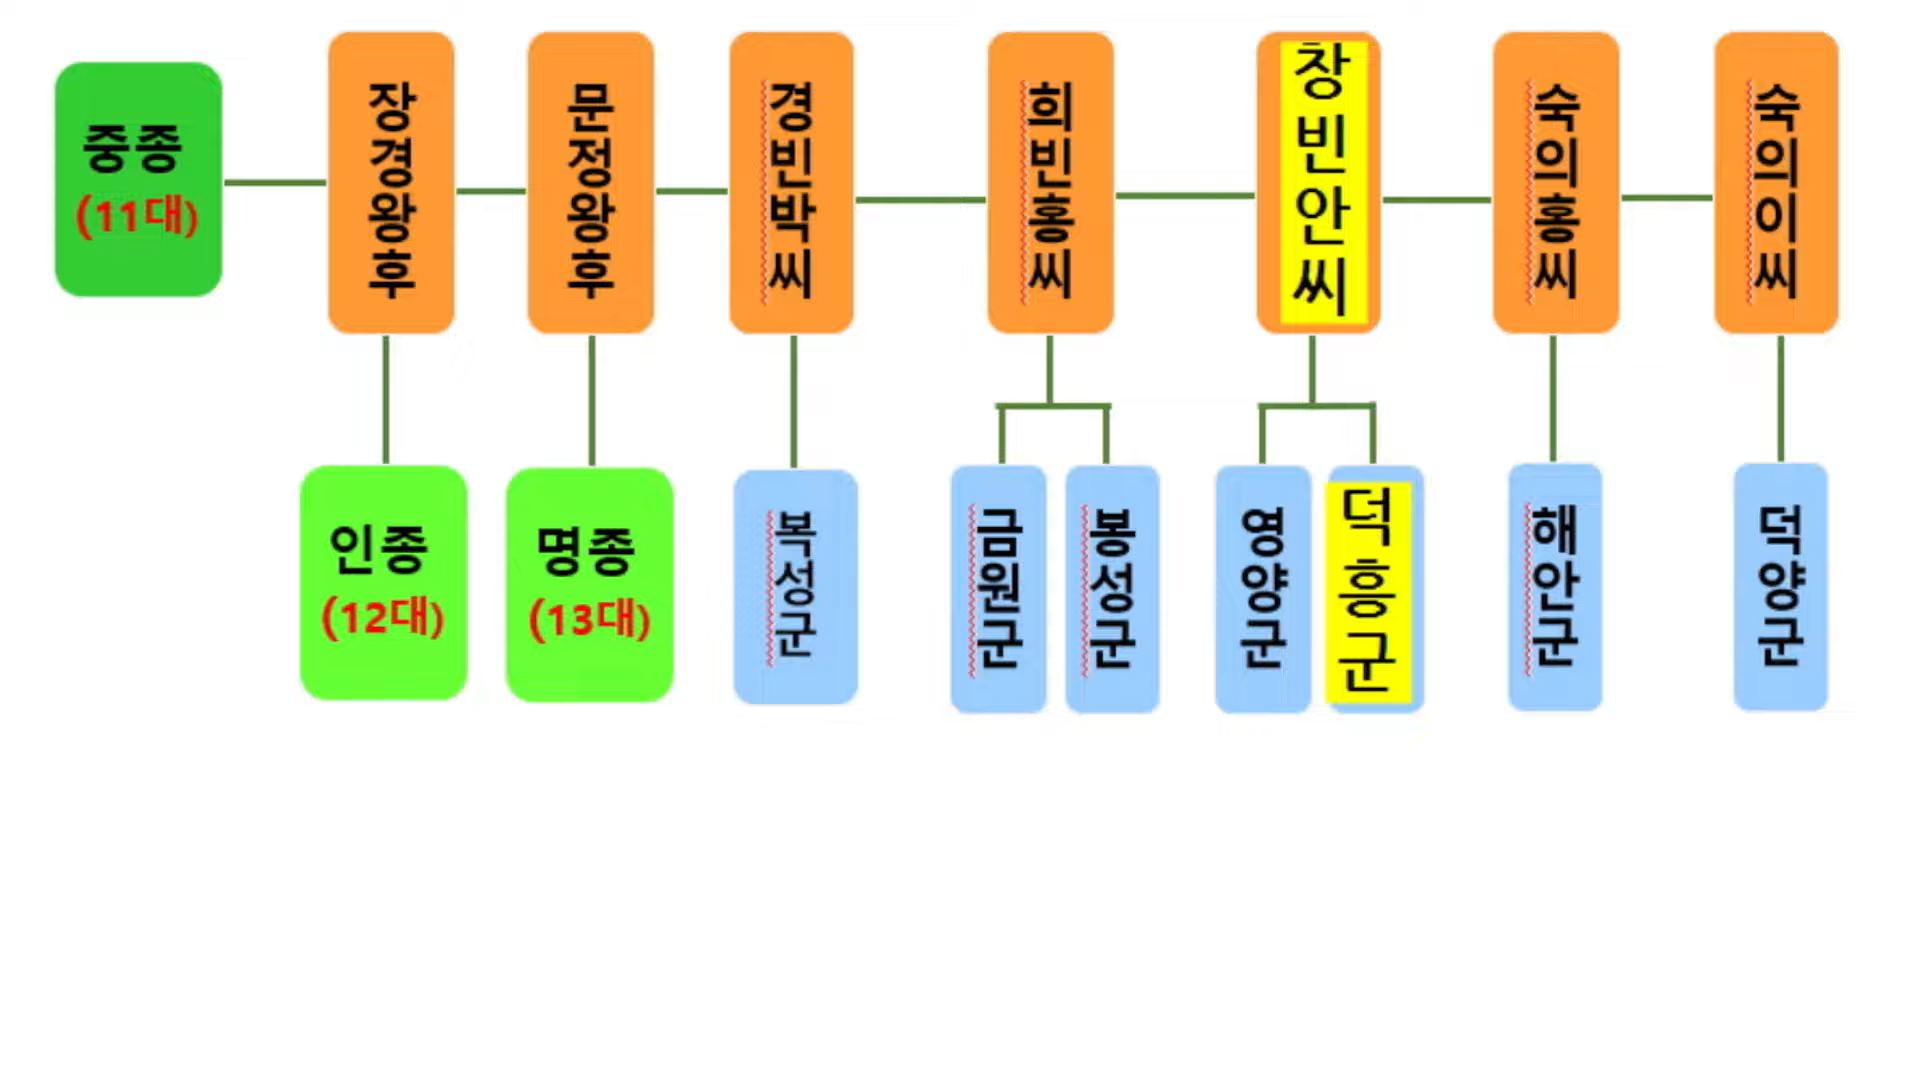 중종
(11대)
장경왕후
문정왕후
경빈박씨
희빈홍씨
창빈안씨
숙의홍씨
숙의이씨
인종
(12대)
명종
(13대)
복성군
금원군
봉성군
영양군
덕흥군
해안군
덕양군